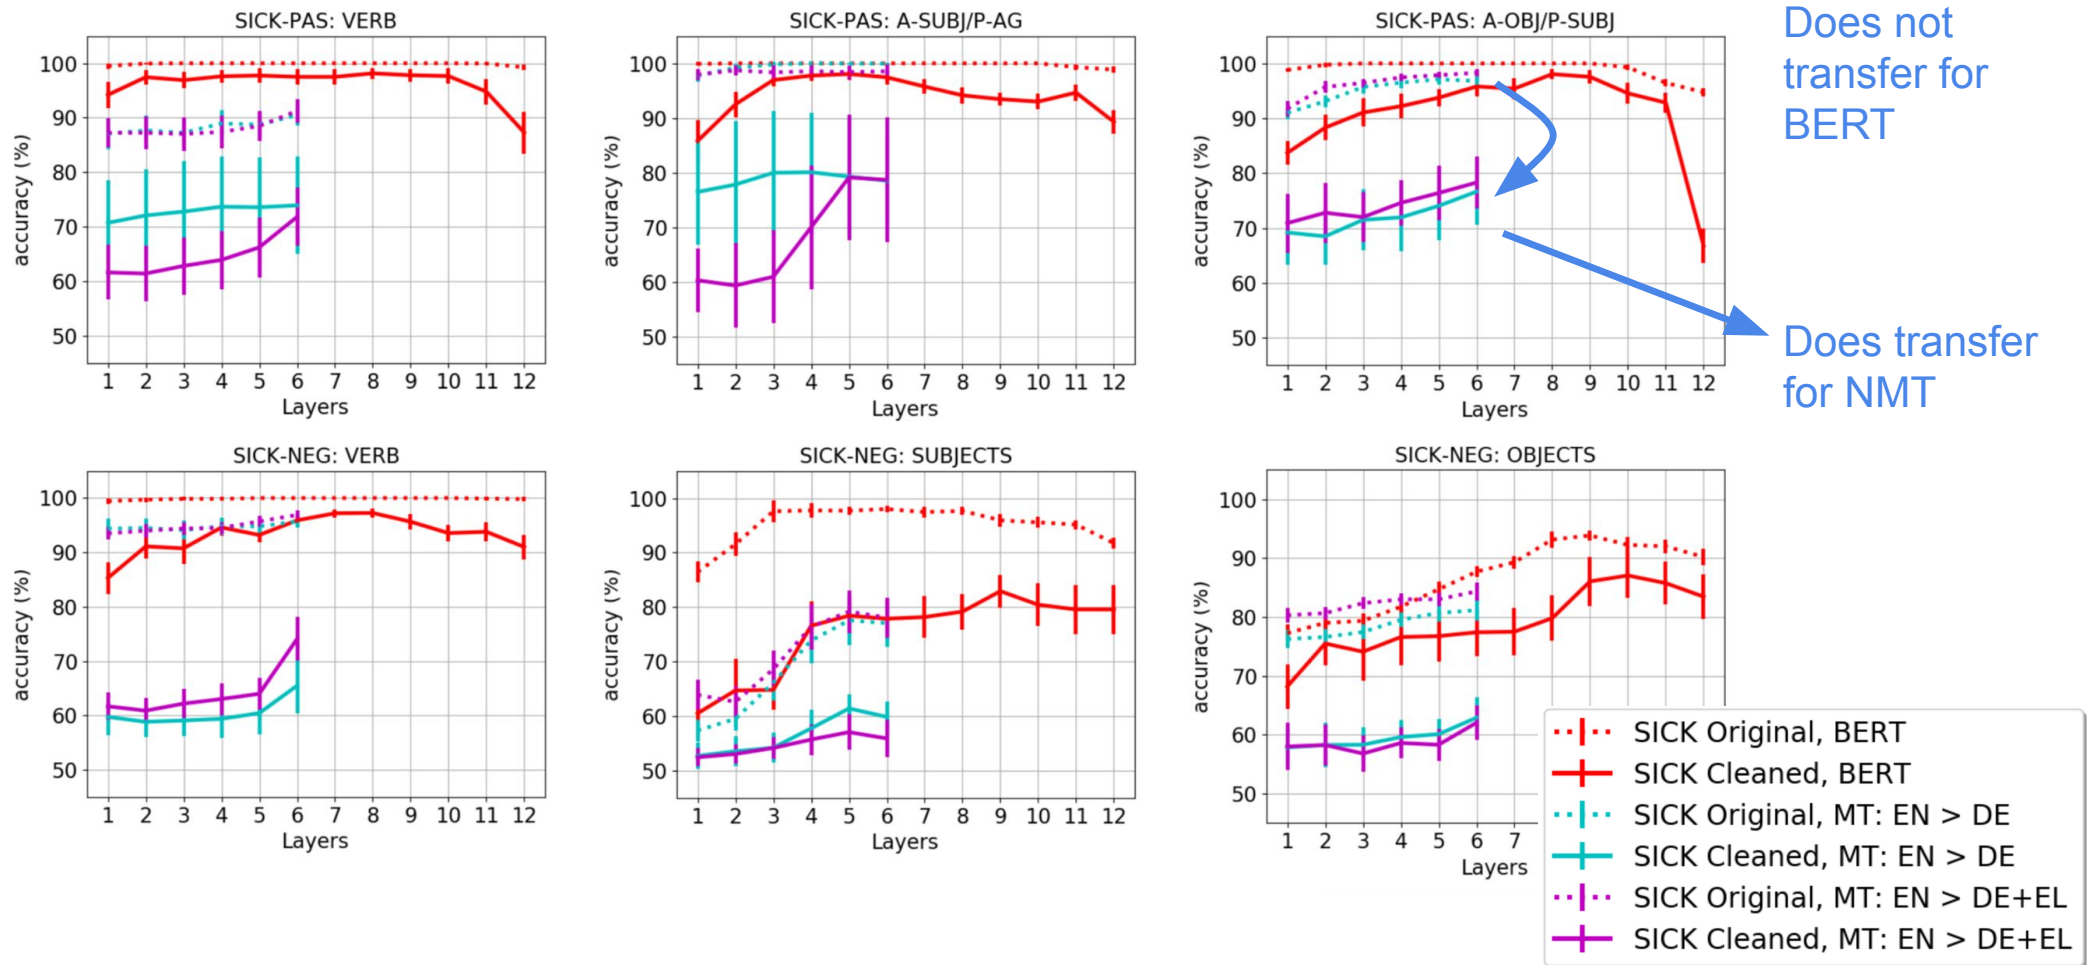 SICK-PAS: VERB
100
90
80
70
60
50
accuracy (%)
1 2 3 4 5 6 7 8 9 10 11 12
Layers
SICK-PAS: A-SUBJ/P-AG
100
90
80
70
60
50
accuracy (%)
1 2 3 4 5 6 7 8 9 10 11 12
Layers
SICK-PAS: A-OBJ/P-SUBJ
100
90
80
70
60
50
accuracy (%)
1 2 3 4 5 6 7 8 9 10 11 12
Layers
Does not
transfer for
BERT
Does transfer
for NMT
SICK-NEG: VERB
100
90
80
70
60
50
accuracy (%)
1 2 3 4 5 6 7 8 9 10 11 12
Layers
SICK-NEG: SUBJECTS
100
90
80
70
60
50
accuracy (%)
1 2 3 4 5 6 7 8 9 10 11 12
Layers
SICK-NEG: OBJECTS
100
90
80
70
60
50
accuracy (%)
1 2 3 4 5 6 7
Layers
SICK Original, BERT
SICK Cleaned, BERT
SICK Original, MT: EN > DE
SICK Cleaned, MT: EN > DE
SICK Original, MT: EN > DE+EL
SICK Cleaned, MT: EN > DE+EL